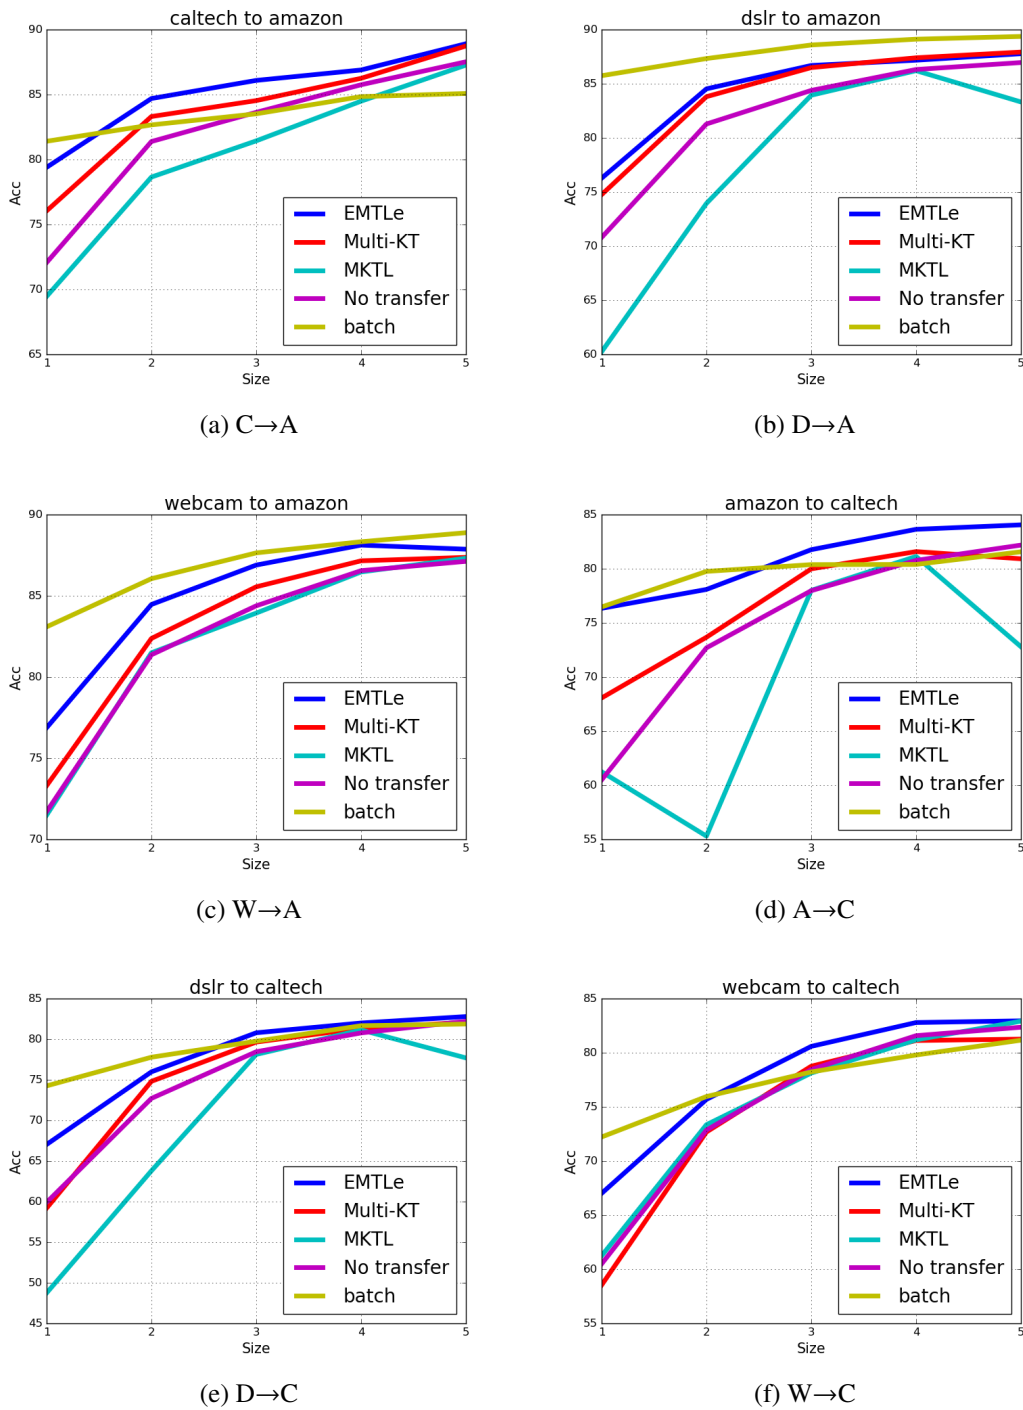 caltech to amazon
90
85
80
75
70
65
Acc
1 2 3 4 5
Size
EMTLe
Multi-KT
MKTL
No transfer
batch
(a) C→A
dslr to amazon
90
85
80
75
70
65
60
Acc
1 2 3 4 5
Size
EMTLe
Multi-KT
MKTL
No transfer
batch
(b) D→A
webcam to amazon
90
85
80
75
70
Acc
1 2 3 4 5
Size
EMTLe
Multi-KT
MKTL
No transfer
batch
(c) W→A
amazon to caltech
85
80
75
70
65
60
55
Acc
1 2 3 4 5
Size
EMTLe
Multi-KT
MKTL
No transfer
batch
(d) A→C
dslr to caltech
85
80
75
70
65
60
55
50
45
Acc
1 2 3 4 5
Size
EMTLe
Multi-KT
MKTL
No transfer
batch
(e) D→C
webcam to caltech
85
80
75
70
65
60
55
Acc
1 2 3 4 5
Size
EMTLe
Multi-KT
MKTL
No transfer
batch
(f) W→C